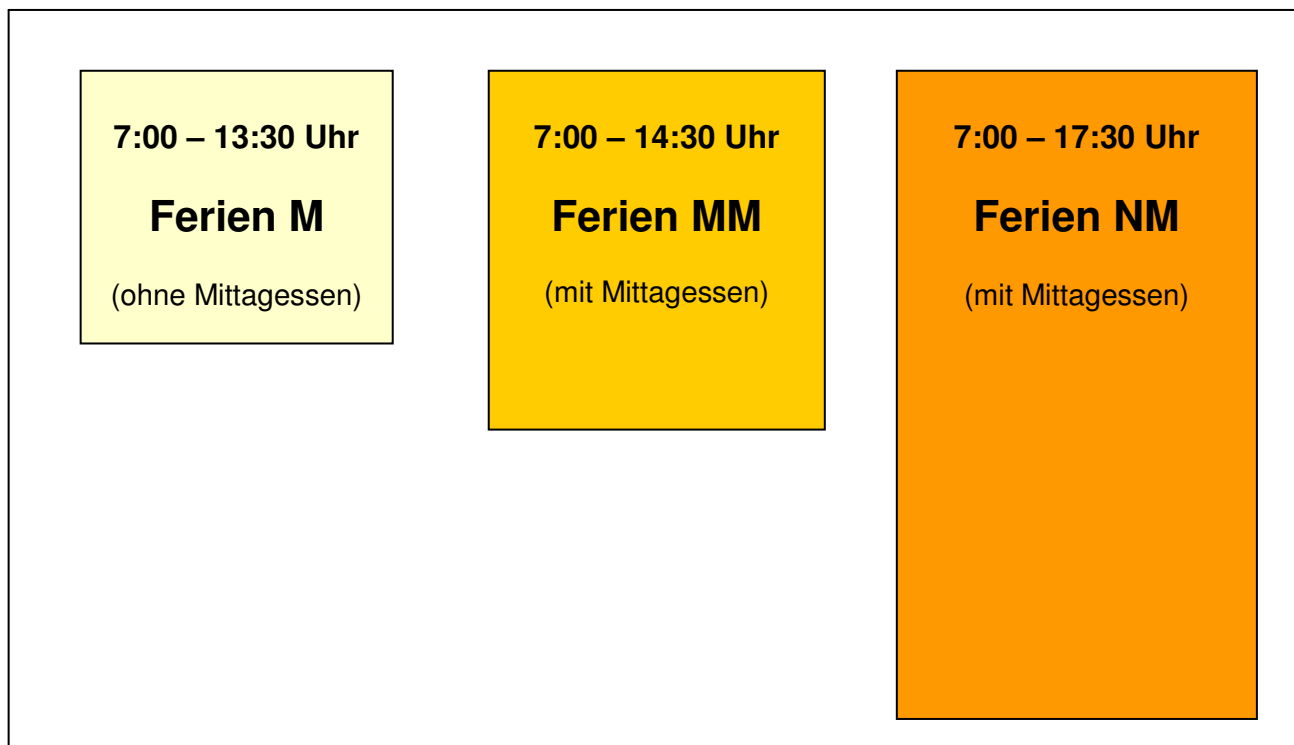 7:00 – 13:30 Uhr
Ferien M
(ohne Mittagessen)
7:00 – 14:30 Uhr
Ferien MM
(mit Mittagessen)
7:00 – 17:30 Uhr
Ferien NM
(mit Mittagessen)